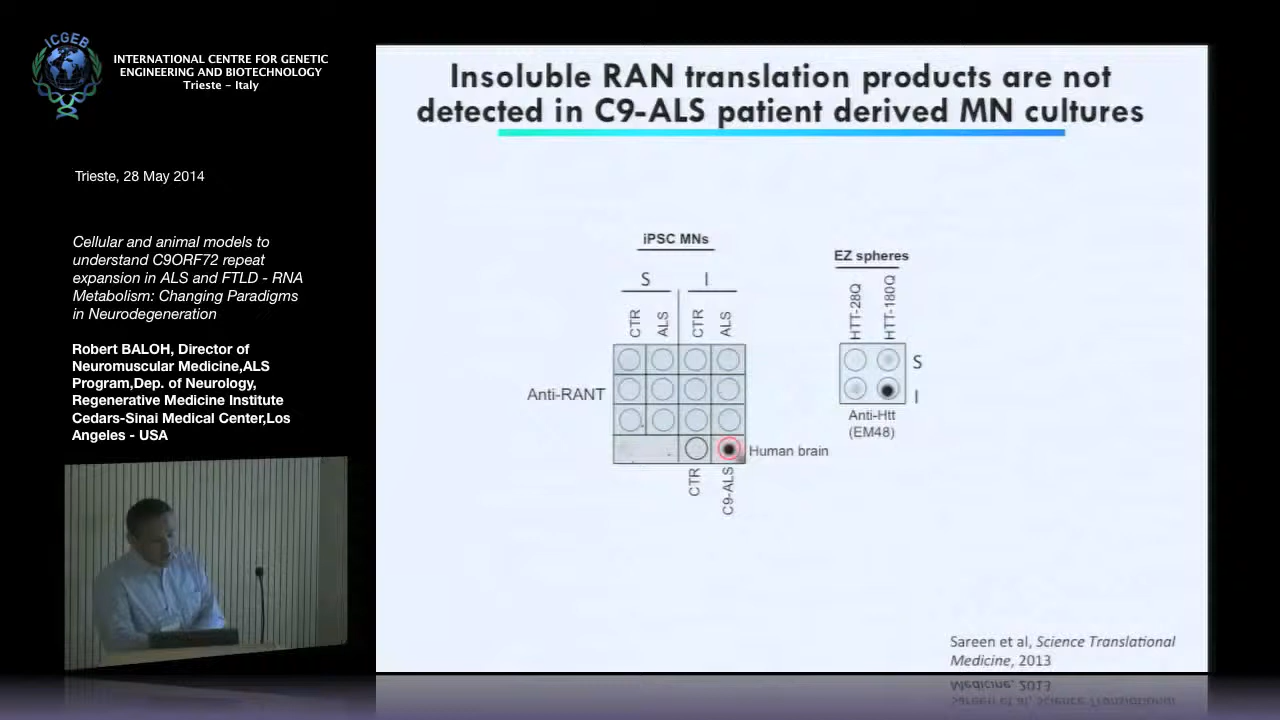 ICGEB
INTERNATIONAL CENTRE FOR GENETIC
ENGINEERING AND BIOTECHNOLOGY
Trieste - Italy
Trieste, 28 May 2014
Cellular and animal models to
understand C9ORF72 repeat
expansion in ALS and FTLD - RNA
Metabolism: Changing Paradigms
in Neurodegeneration
Robert BALOH, Director of
Neuromuscular Medicine,ALS
Program,Dep. of Neurology,
Regenerative Medicine Institute
Cedars-Sinai Medical Center,Los
Angeles - USA
Insoluble RAN translation products are not
detected in C9-ALS patient derived MN cultures
iPSC MNs
S I
CTR ALS CTR ALS
Anti-RANT
Human brain
CTR C9-ALS
EZ spheres
HTT-28Q HTT-180Q
S
I
Anti-Htt
(EM48)
Sareen et al, Science Translational
Medicine, 2013